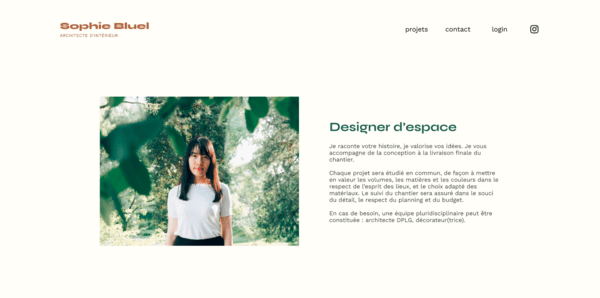 Sophie Bluel
ARCHITECTE D'INTÉRIEUR
projets
contact
login
Designer d'espace
Je raconte votre histoire, je valorise vos idées. Je vous
accompagne de la conception à la livraison finale du
chantier.
Chaque projet sera étudié en commun, de façon à mettre
en valeur les volumes, les matières et les couleurs dans le
respect de l'esprit des lieux, et le choix adapté des
matériaux. Le suivi du chantier sera assuré dans le souci
du détail, le respect du planning et du budget.
En cas de besoin, une équipe pluridisciplinaire peut être
constituée : architecte DPLG, décorateur(trice).